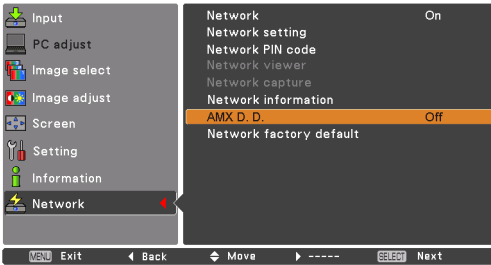 Input
PC adjust
Image select
Image adjust
Screen
Setting
Information
Network
Network On
Network setting
Network PIN code
Network viewer
Network capture
Network information
AMX D. D. Off
Network factory default
MENU Exit Back Move ----- SELECT Next